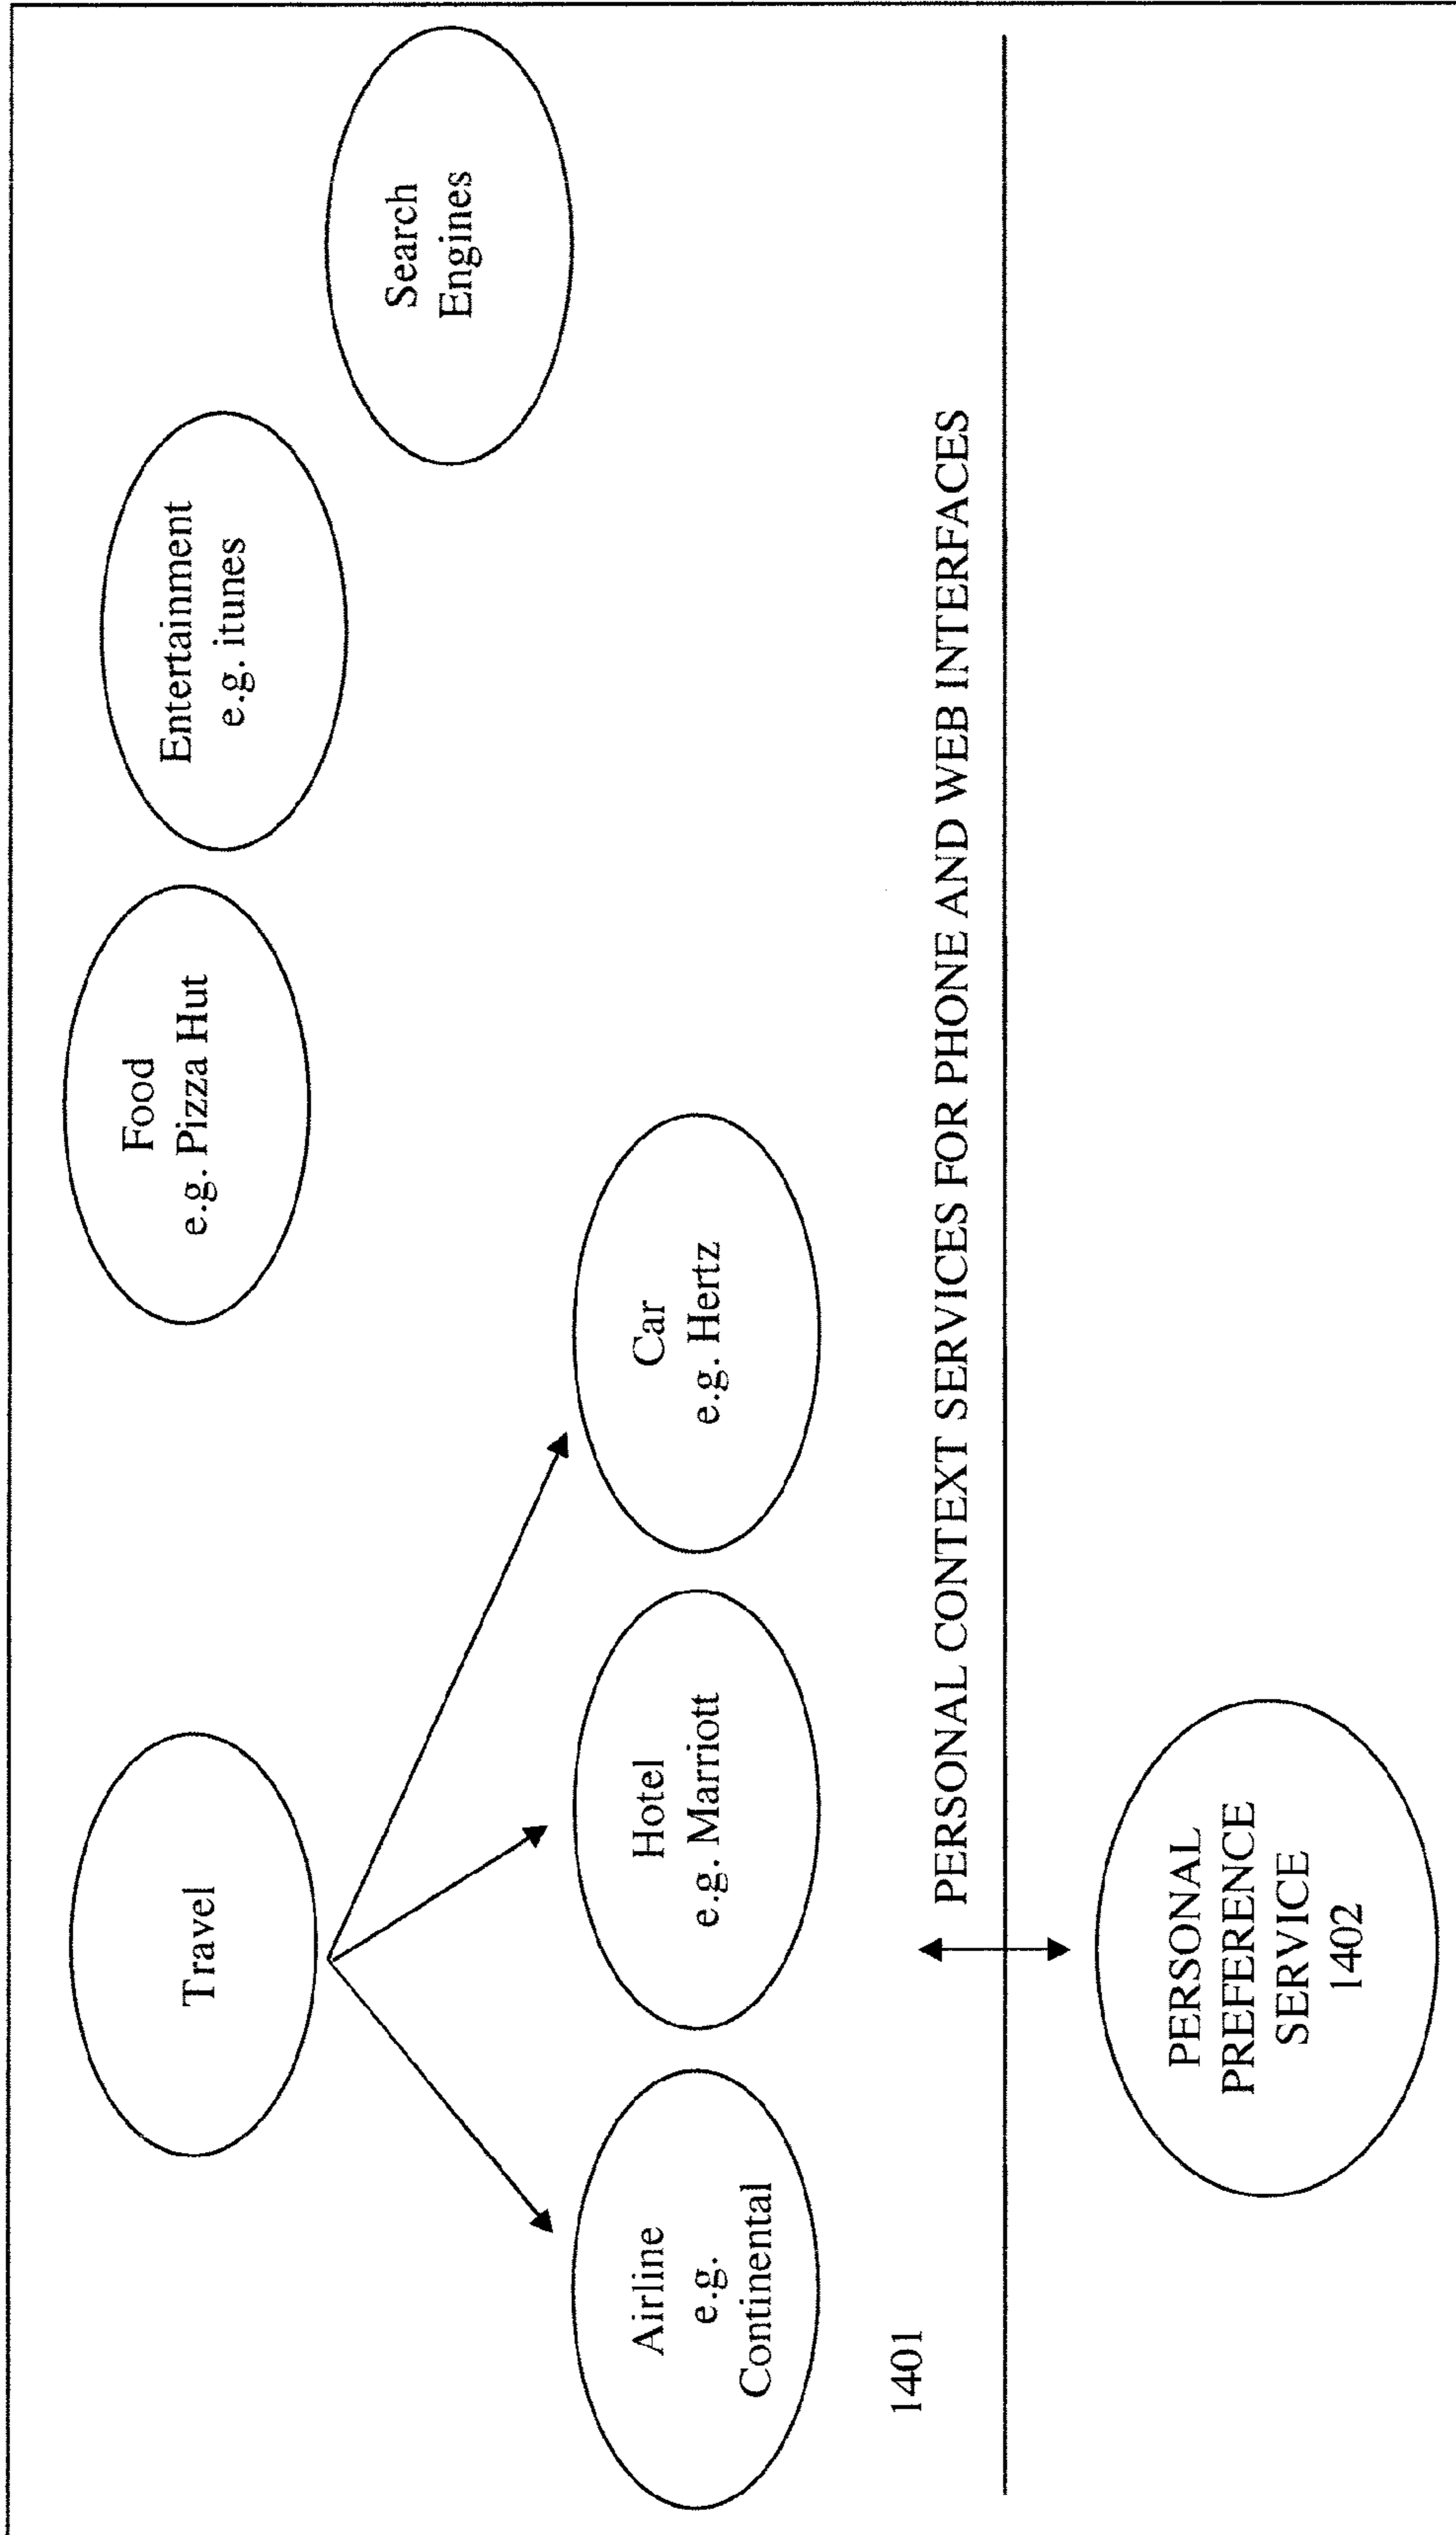 Travel
Food
e.g. Pizza Hut
Entertainment
e.g. itunes
Search
Engines
Airline
e.g.
Continental
Hotel
e.g. Marriott
Car
e.g. Hertz
1401
PERSONAL CONTEXT SERVICES FOR PHONE AND WEB INTERFACES
PERSONAL
PREFERENCE
SERVICE
1402